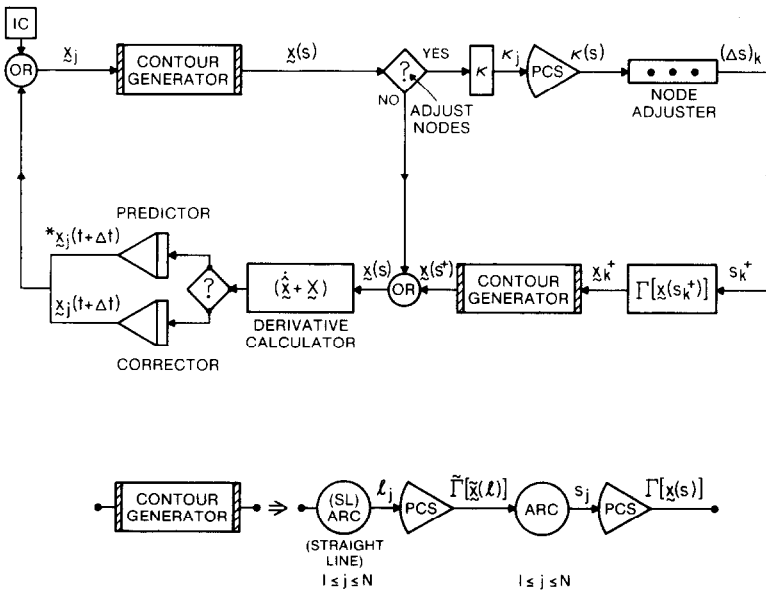 IC
OR
x̰j
CONTOUR
GENERATOR
x̰(s)
?
YES
NO
ADJUST
NODES
κ
κj
PCS
κ(s)
• • •
NODE
ADJUSTER
(Δs)k
PREDICTOR
*x̰j(t+Δt)
x̰j(t+Δt)
CORRECTOR
?
(ẋ̰̂ + X̰)
DERIVATIVE
CALCULATOR
x̰(s)
OR
x̰(s⁺)
CONTOUR
GENERATOR
x̰k⁺
Γ[x̰(sk⁺)]
sk⁺
CONTOUR
GENERATOR
⇒
(SL)
ARC
(STRAIGHT
LINE)
1 ≤ j ≤ N
ℓj
PCS
Γ̃[x̰̃(ℓ)]
ARC
1 ≤ j ≤ N
sj
PCS
Γ[x̰(s)]